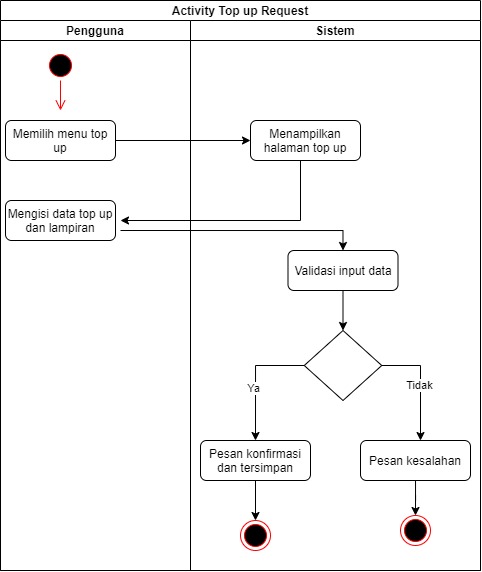 Activity Top up Request
Pengguna
Sistem
Memilih menu top
up
Menampilkan
halaman top up
Mengisi data top up
dan lampiran
Validasi input data
Ya
Tidak
Pesan konfirmasi
dan tersimpan
Pesan kesalahan